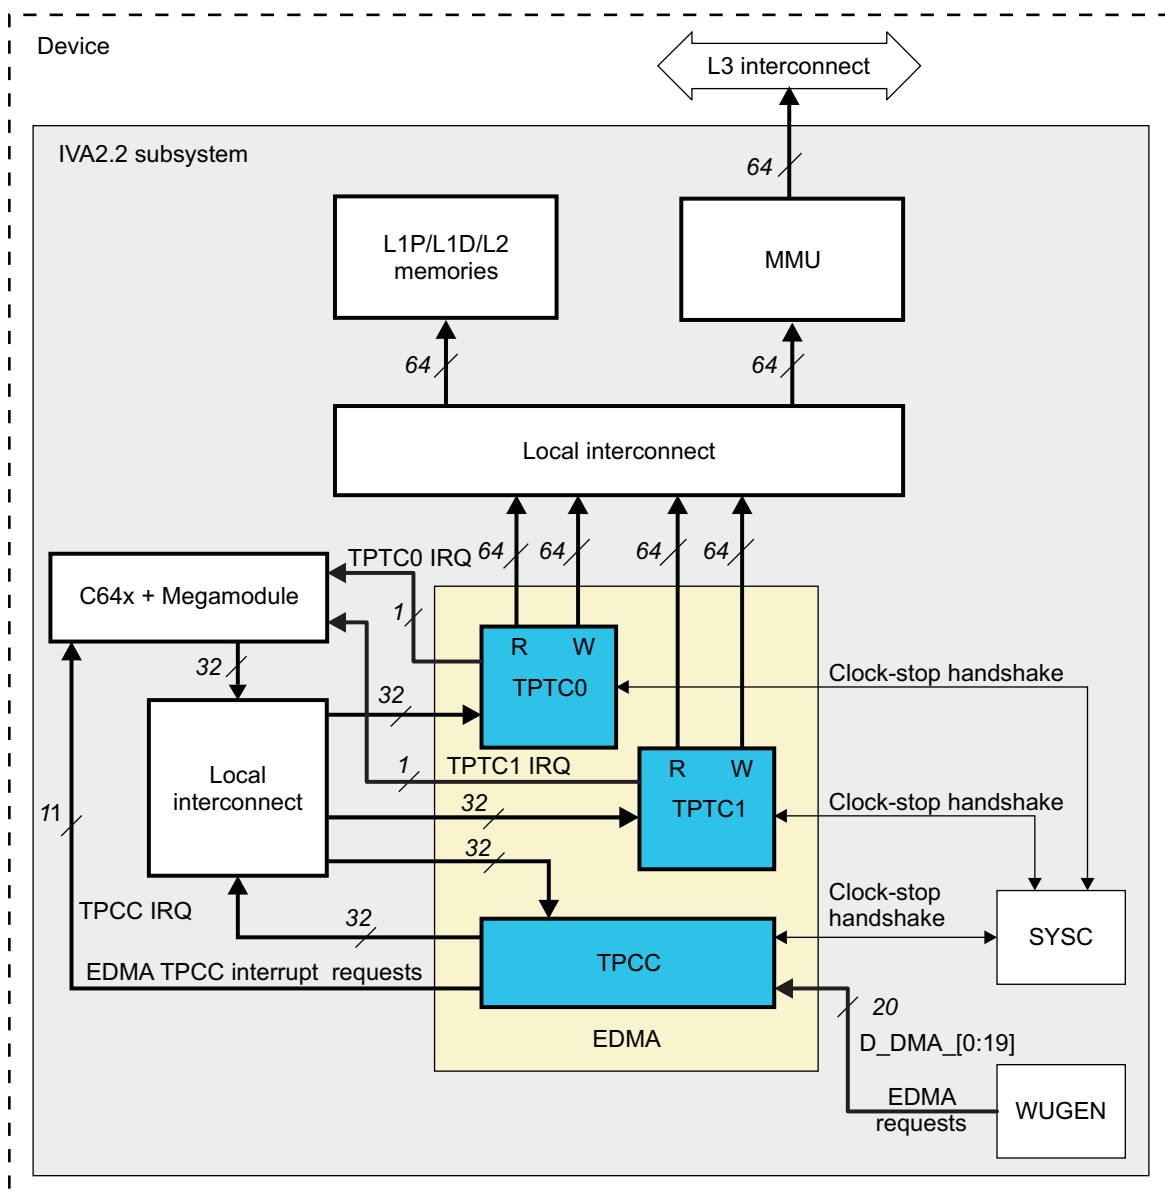 Device
L3 interconnect
IVA2.2 subsystem
64
L1P/L1D/L2
memories
MMU
64
64
Local interconnect
TPTC0 IRQ
64
64
64
64
C64x + Megamodule
1
R W
TPTC0
32
32
Clock-stop handshake
Local
interconnect
TPTC1 IRQ
1
R W
TPTC1
32
Clock-stop handshake
11
32
TPCC IRQ
32
Clock-stop
handshake
SYSC
TPCC
EDMA TPCC interrupt requests
20
D_DMA_[0:19]
EDMA
EDMA
requests
WUGEN